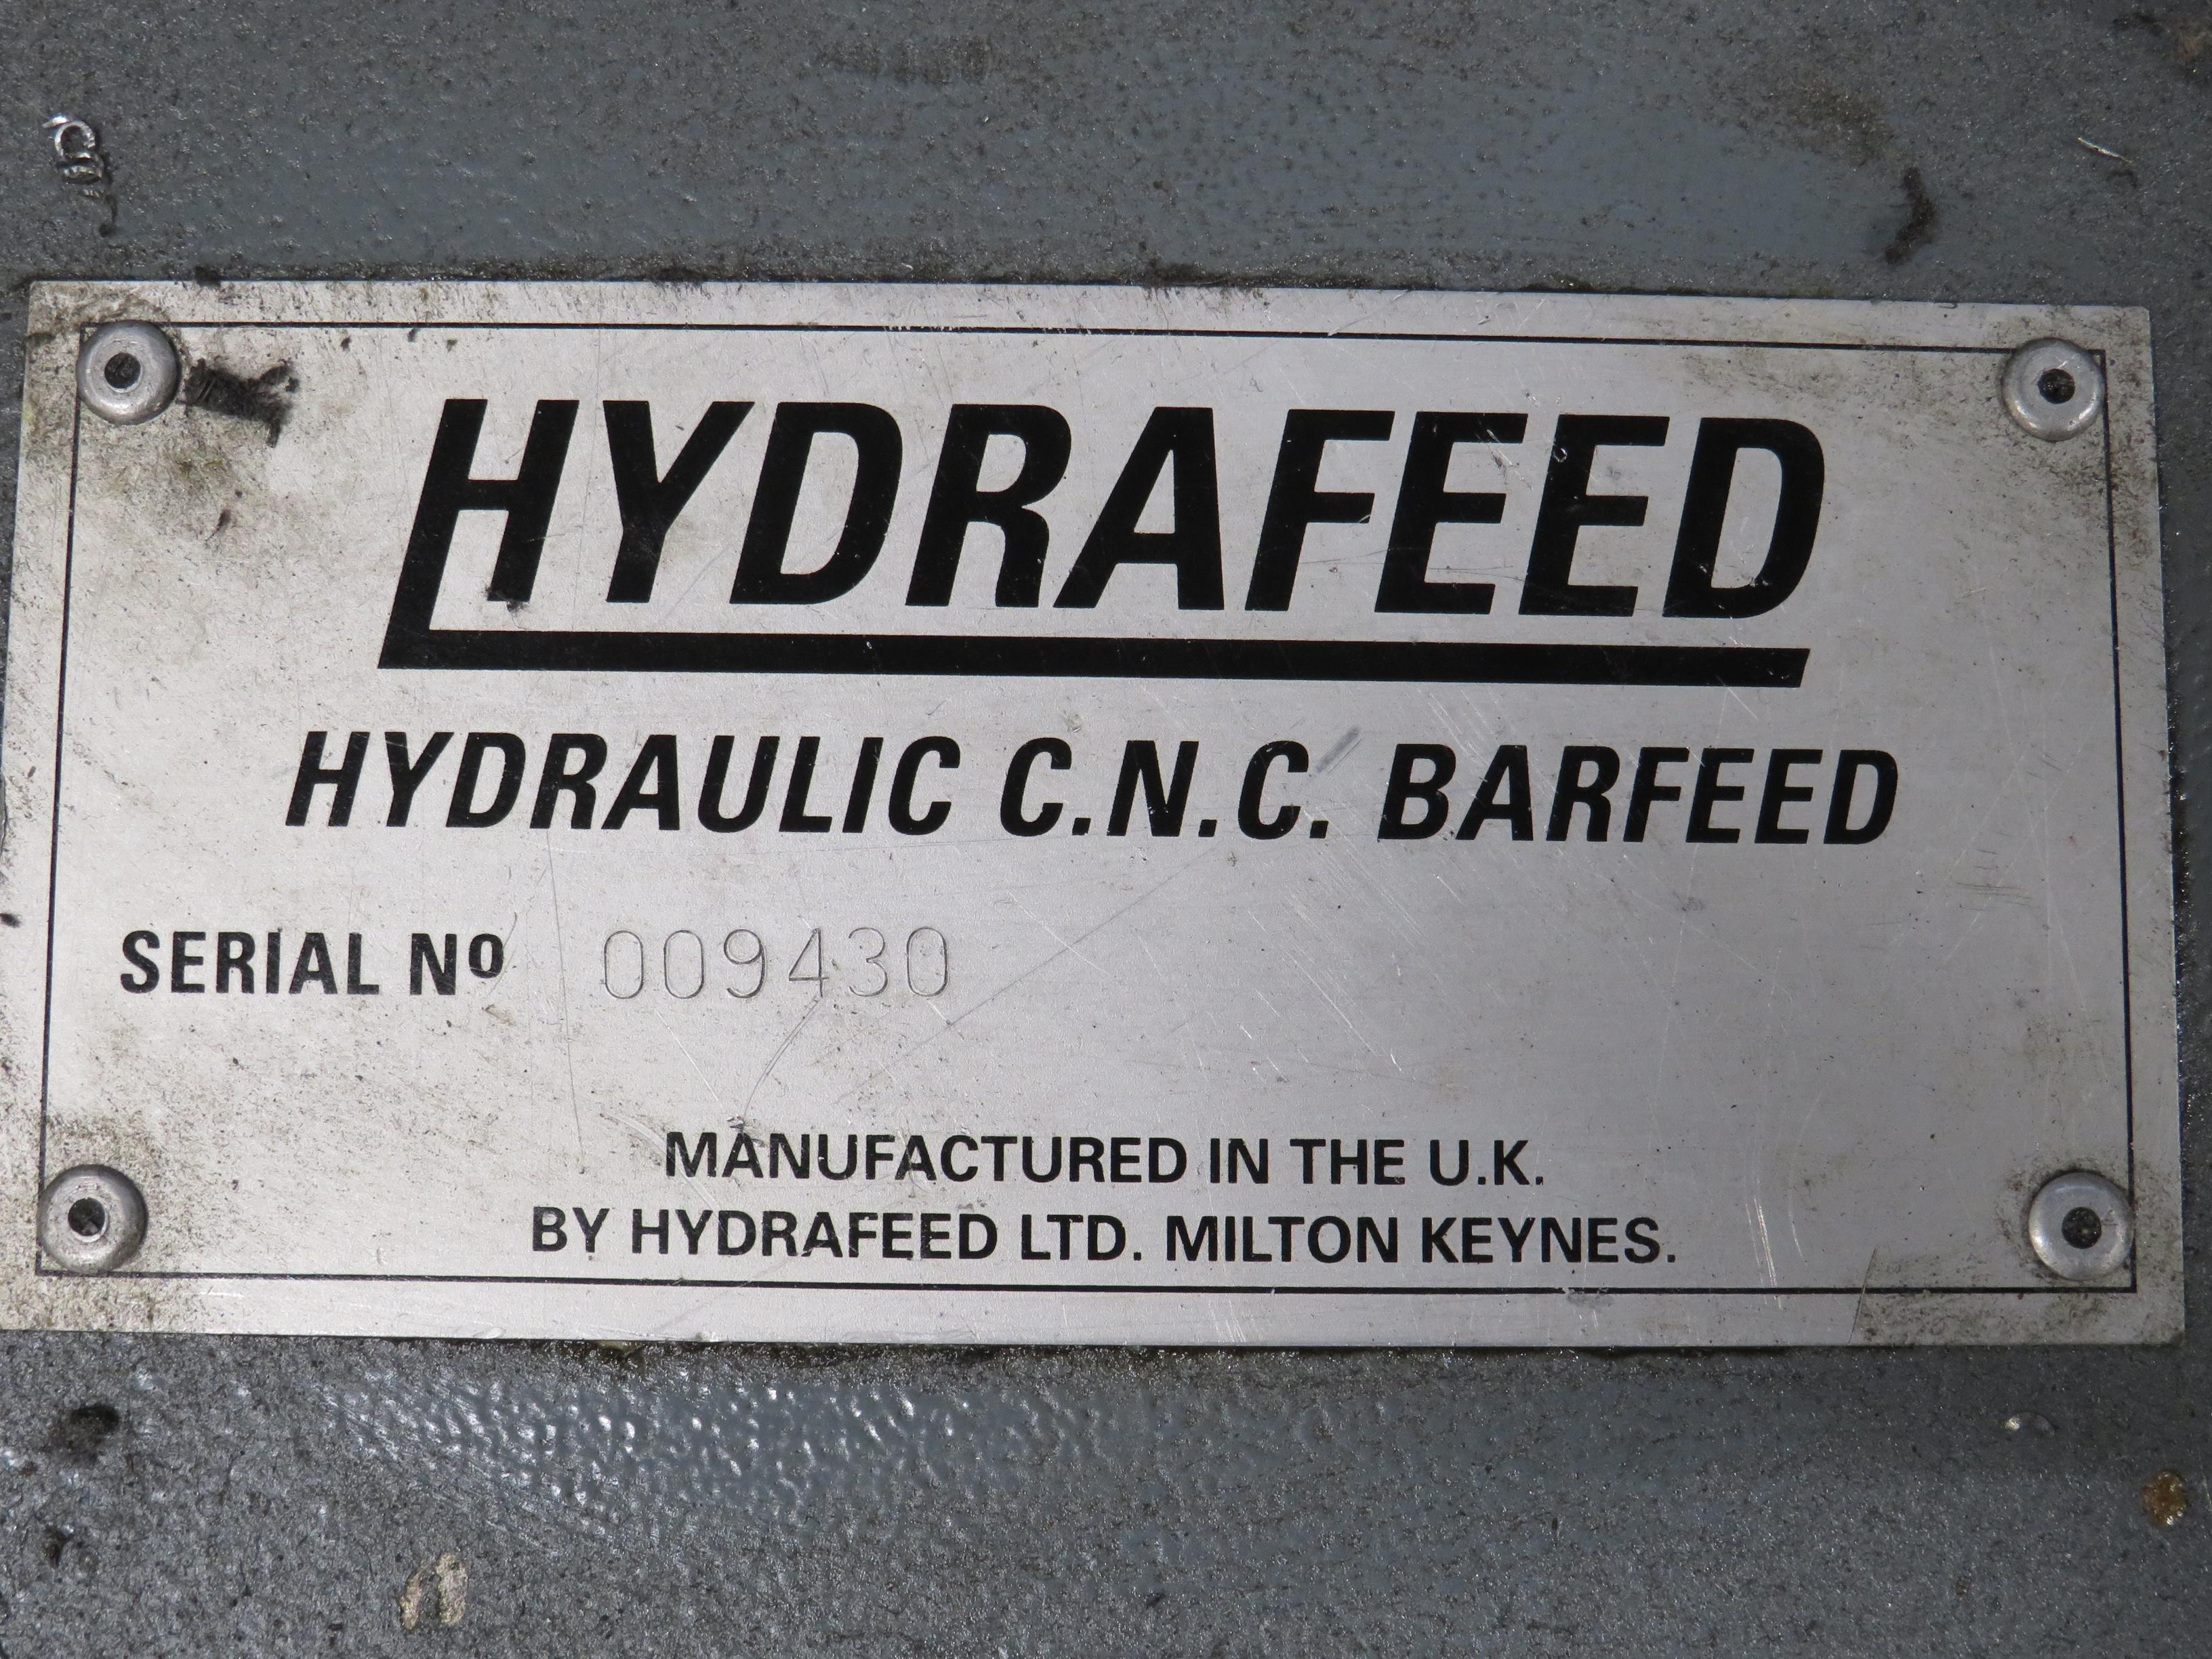 HYDRAFEED
HYDRAULIC C.N.C. BARFEED
SERIAL Nº 009430
MANUFACTURED IN THE U.K.
BY HYDRAFEED LTD. MILTON KEYNES.